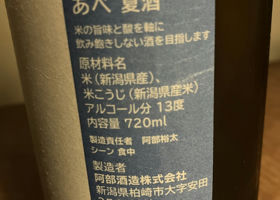 あべ 夏酒
米の旨味と酸を軸に
飲み飽きしない酒を目指します
原材料名
米（新潟県産）、
米こうじ（新潟県産米）
アルコール分 13度
内容量 720ml
製造責任者 阿部裕太
シーン 食中
製造者
阿部酒造株式会社
新潟県柏崎市大字安田